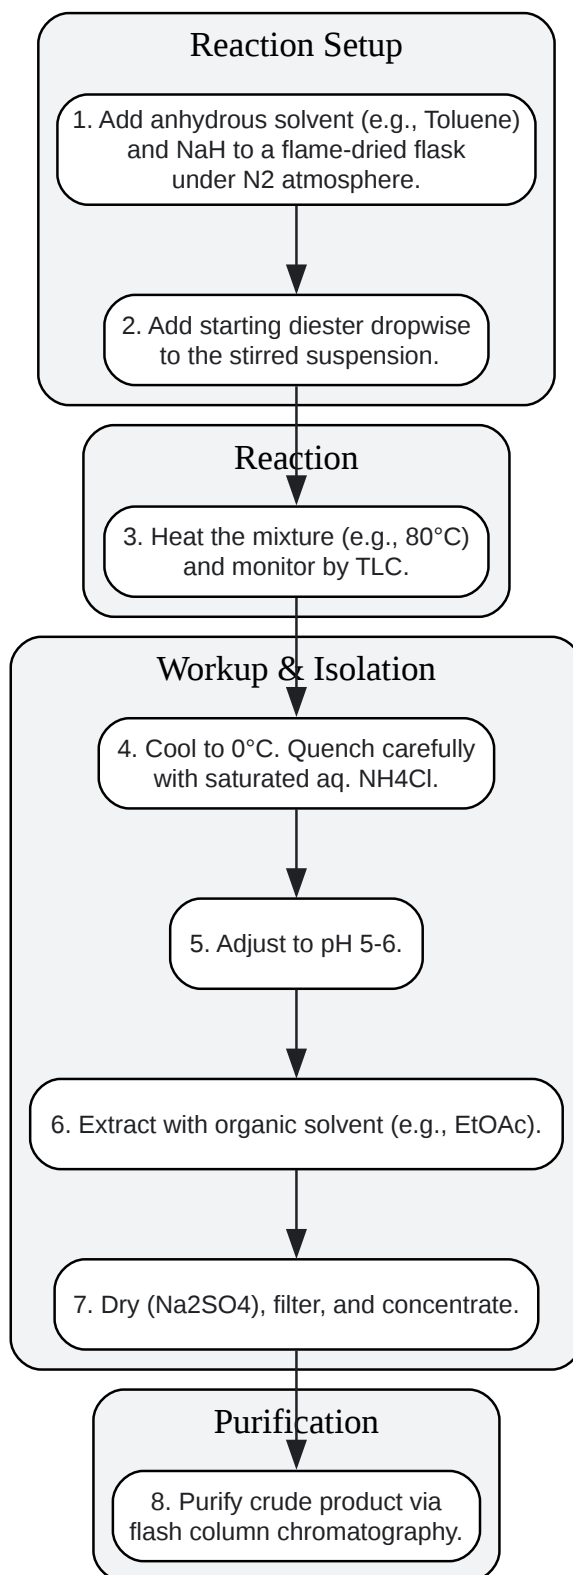 Reaction Setup
1. Add anhydrous solvent (e.g., Toluene)
and NaH to a flame-dried flask
under N2 atmosphere.
2. Add starting diester dropwise
to the stirred suspension.
Reaction
3. Heat the mixture (e.g., 80°C)
and monitor by TLC.
Workup & Isolation
4. Cool to 0°C. Quench carefully
with saturated aq. NH4Cl.
5. Adjust to pH 5-6.
6. Extract with organic solvent (e.g., EtOAc).
7. Dry (Na2SO4), filter, and concentrate.
Purification
8. Purify crude product via
flash column chromatography.